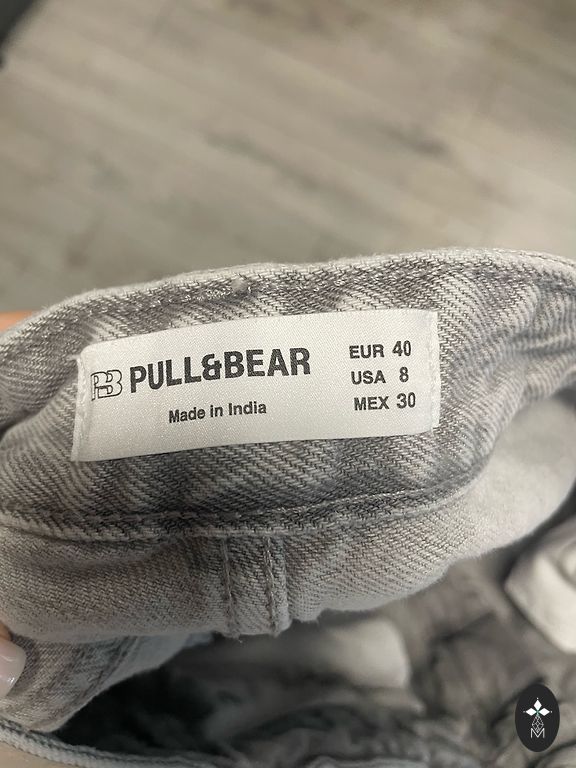 PB PULL&BEAR
Made in India
EUR 40
USA 8
MEX 30
M